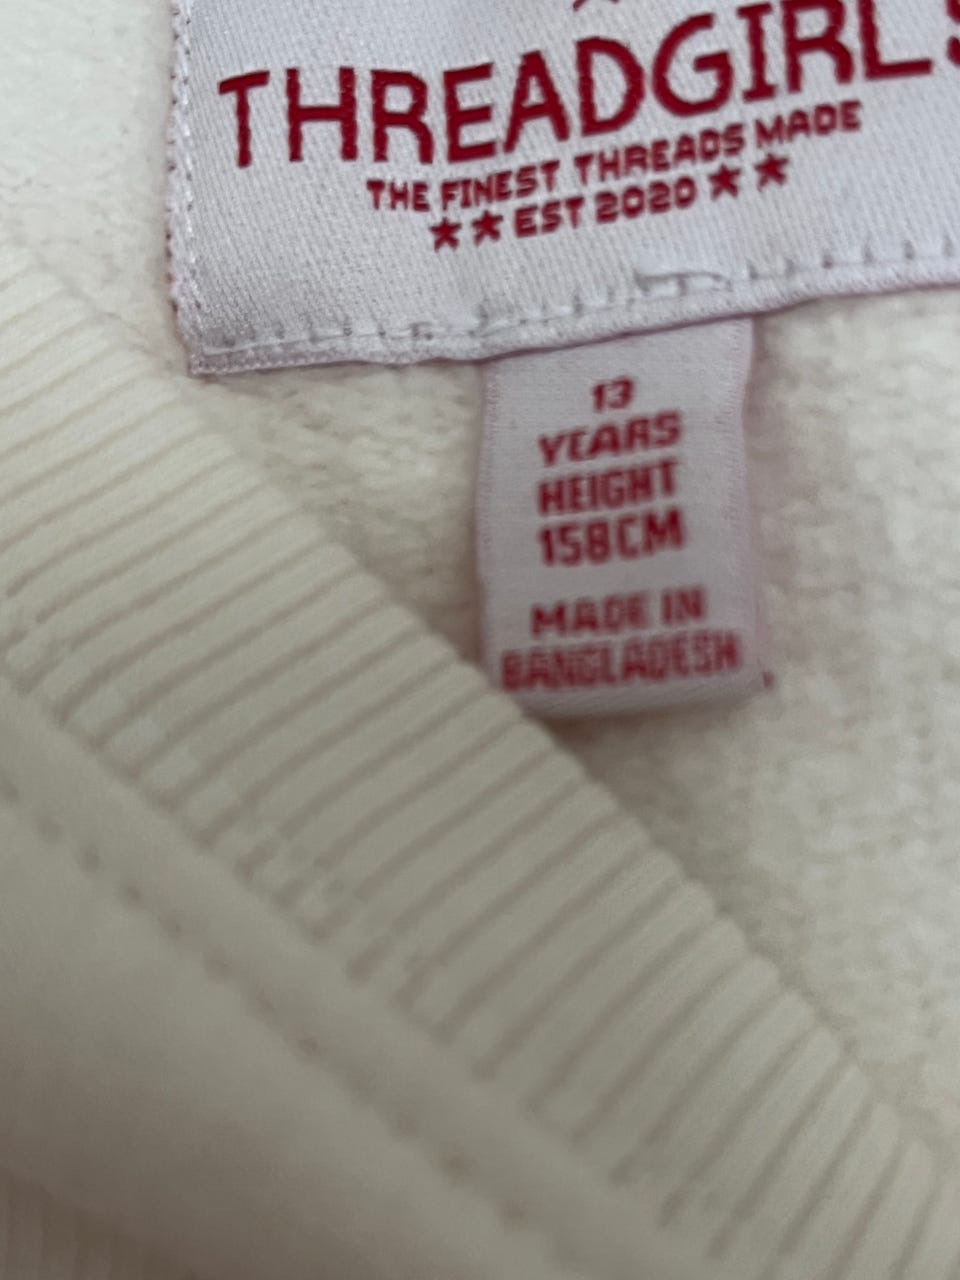 THREADGIRLS
THE FINEST THREADS MADE
★ ★ EST 2020 ★ ★
13
YEARS
HEIGHT
158CM
MADE IN
BANGLADESH